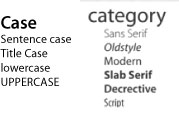 Case
Sentence case
Title Case
lowercase
UPPERCASE
category
Sans Serif
Oldstyle
Modern
Slab Serif
Decrective
Script